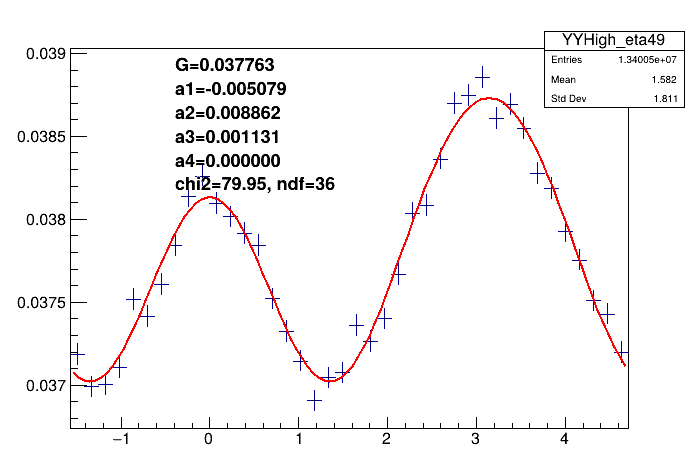 YYHigh_eta49
Entries 1.34005e+07
Mean 1.582
Std Dev 1.811
G=0.037763
a1=-0.005079
a2=0.008862
a3=0.001131
a4=0.000000
chi2=79.95, ndf=36
0.039
0.0385
0.038
0.0375
0.037
−1 0 1 2 3 4